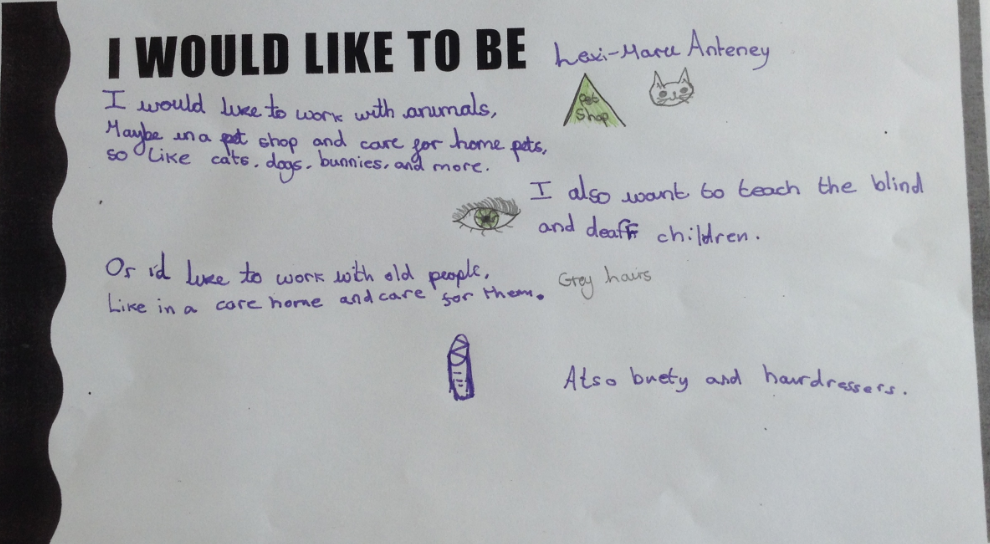 I WOULD LIKE TO BE
Lexi-Marie Anteney
Pet
Shop
I would like to work with animals,
Maybe in a pet shop and care for home pets,
so Like cats, dogs, bunnies, and more.
I also want to teach the blind
and deaff children.
Or i'd like to work with old people,
Like in a care home and care for them.
Grey hairs
Also buety and hairdressers.